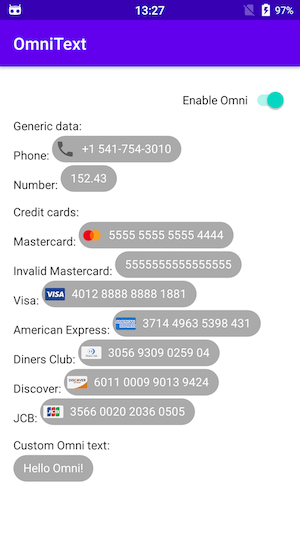 13:27
97%
OmniText
Enable Omni
Generic data:
Phone: +1 541-754-3010
Number: 152.43
Credit cards:
Mastercard: 5555 5555 5555 4444
Invalid Mastercard: 5555555555555555
Visa: VISA 4012 8888 8888 1881
American Express: 3714 4963 5398 431
Diners Club: 3056 9309 0259 04
Discover: DISCOVER 6011 0009 9013 9424
JCB: JCB 3566 0020 2036 0505
Custom Omni text:
Hello Omni!